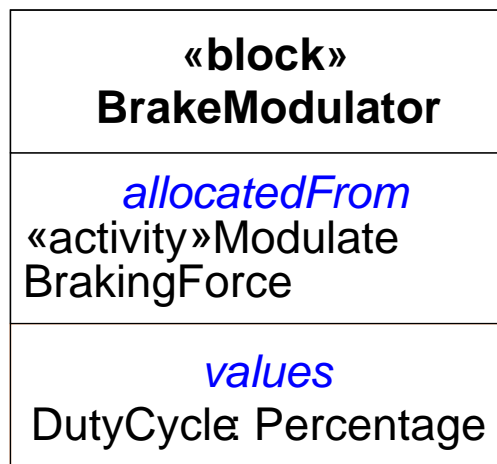 «block»
BrakeModulator
allocatedFrom
«activity»Modulate
BrakingForce
values
DutyCycle: Percentage